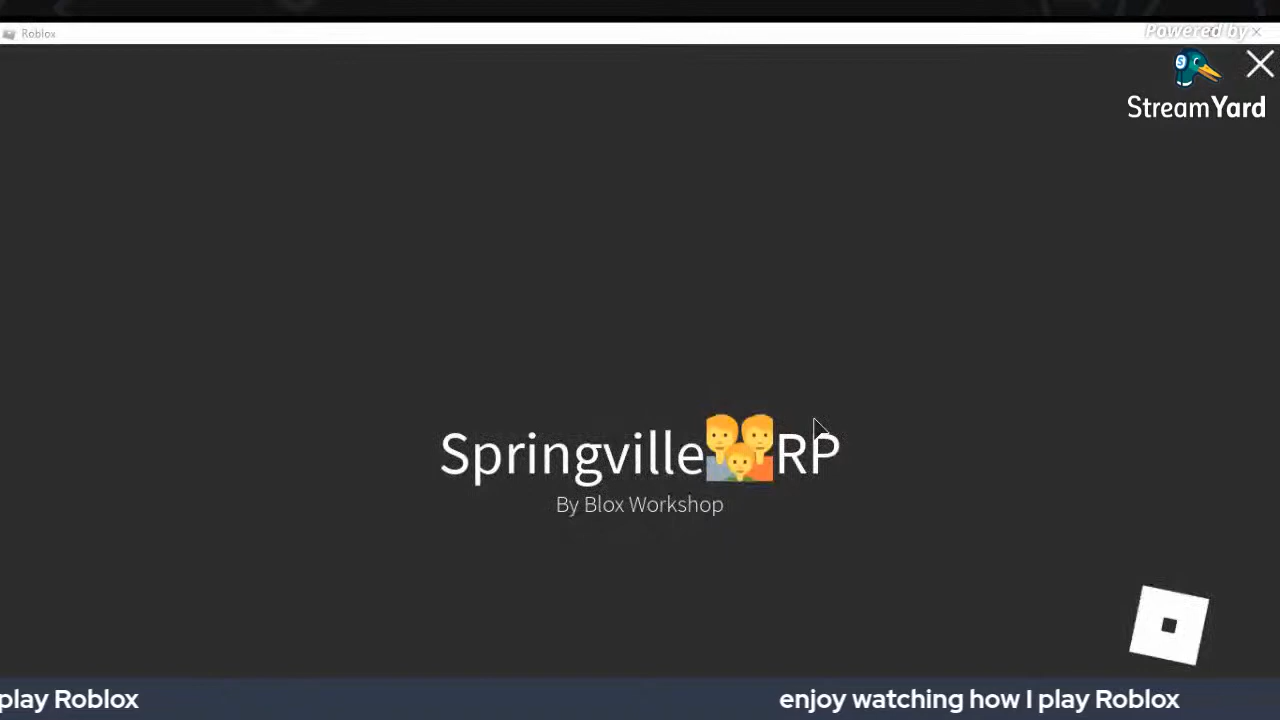 Roblox
Powered by
StreamYard
Springville👨‍👩‍👦RP
By Blox Workshop
play Roblox
enjoy watching how I play Roblox